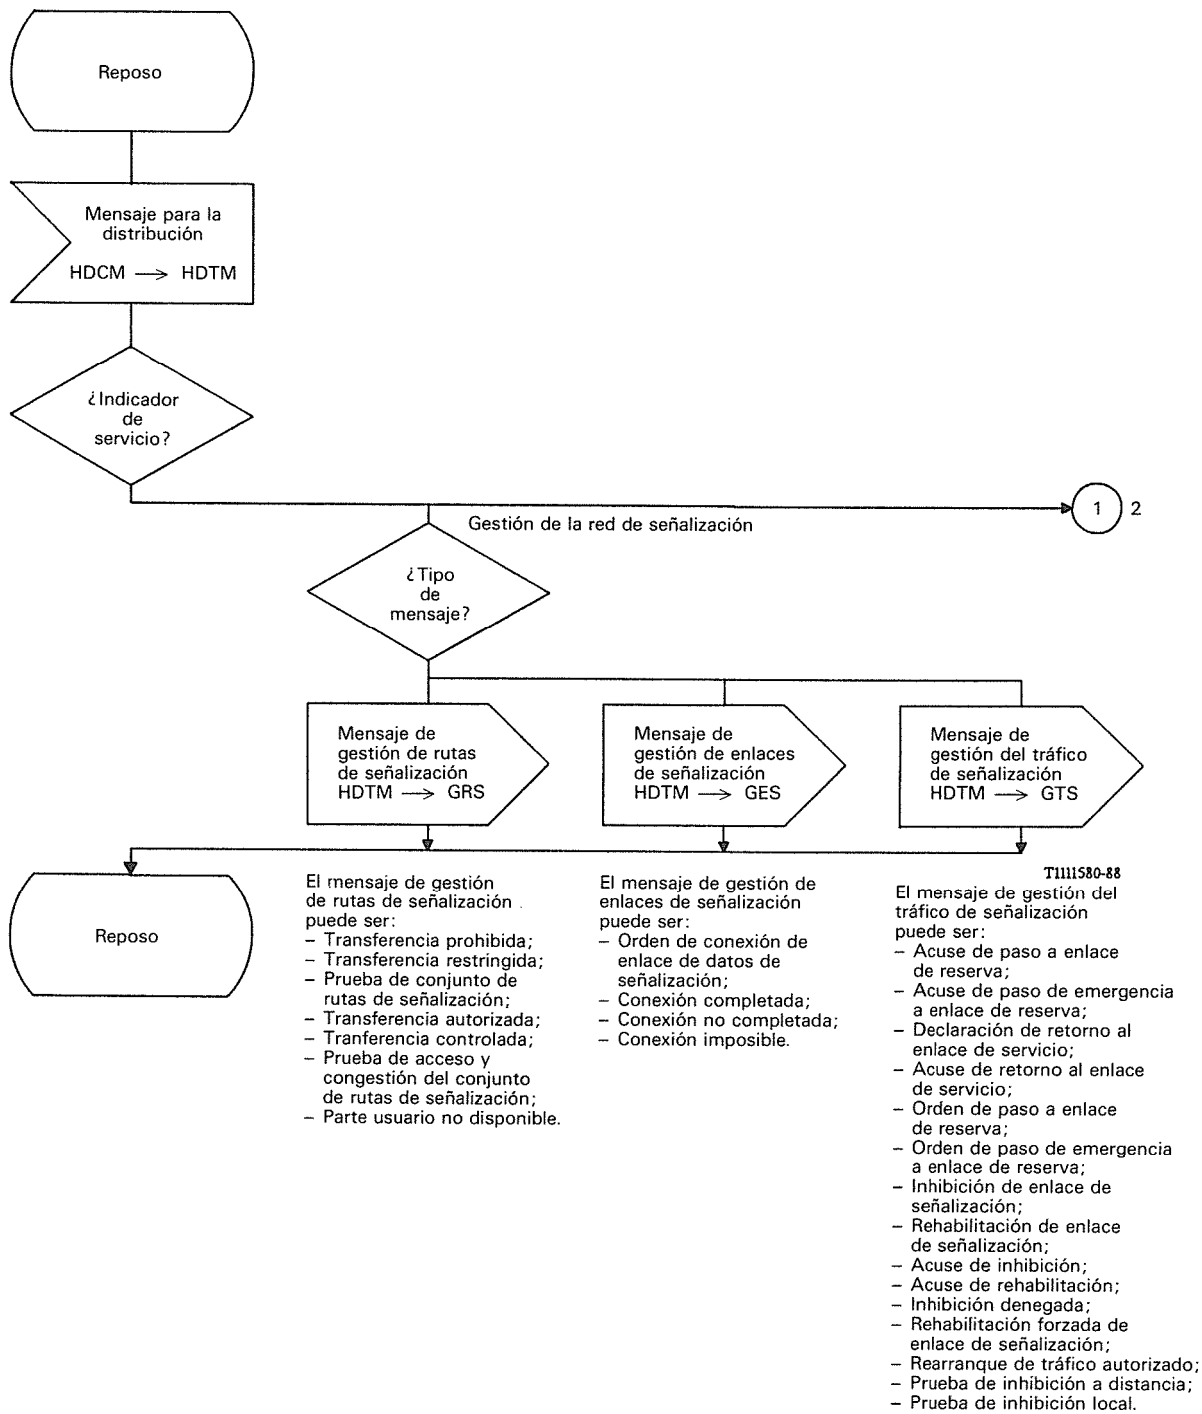 Reposo
Mensaje para la
distribución
HDCM → HDTM
¿Indicador
de
servicio?
1 2
Gestión de la red de señalización
¿Tipo
de
mensaje?
Mensaje de
gestión de rutas
de señalización
HDTM → GRS
Mensaje de
gestión de enlaces
de señalización
HDTM → GES
Mensaje de
gestión del tráfico
de señalización
HDTM → GTS
T1111580-88
Reposo
El mensaje de gestión
de rutas de señalización
puede ser:
– Transferencia prohibida;
– Transferencia restringida;
– Prueba de conjunto de
rutas de señalización;
– Transferencia autorizada;
– Tranferencia controlada;
– Prueba de acceso y
congestión del conjunto
de rutas de señalización;
– Parte usuario no disponible.
El mensaje de gestión de
enlaces de señalización
puede ser:
– Orden de conexión de
enlace de datos de
señalización;
– Conexión completada;
– Conexión no completada;
– Conexión imposible.
El mensaje de gestión del
tráfico de señalización
puede ser:
– Acuse de paso a enlace
de reserva;
– Acuse de paso de emergencia
a enlace de reserva;
– Declaración de retorno al
enlace de servicio;
– Acuse de retorno al enlace
de servicio;
– Orden de paso a enlace
de reserva;
– Orden de paso de emergencia
a enlace de reserva;
– Inhibición de enlace de
señalización;
– Rehabilitación de enlace
de señalización;
– Acuse de inhibición;
– Acuse de rehabilitación;
– Inhibición denegada;
– Rehabilitación forzada de
enlace de señalización;
– Rearranque de tráfico autorizado;
– Prueba de inhibición a distancia;
– Prueba de inhibición local.